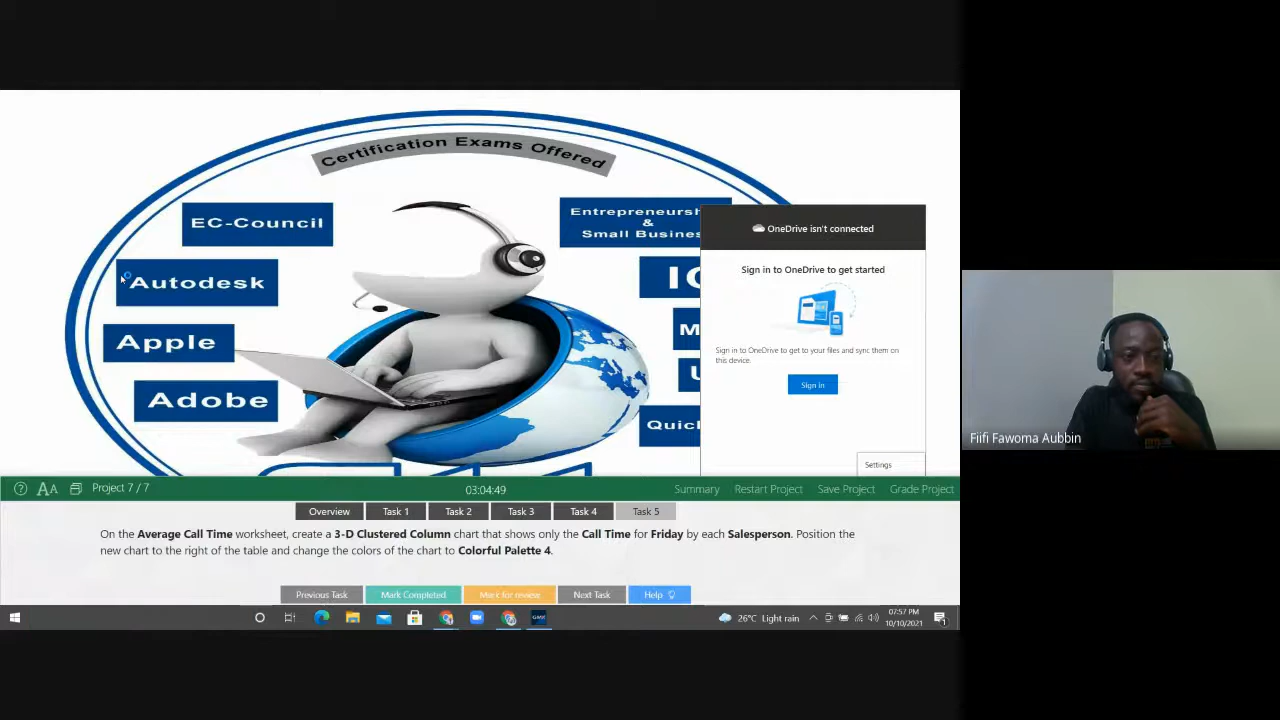 Certification Exams Offered
EC-Council
Autodesk
Apple
Adobe
&
Small
Quick
OneDrive isn't connected
Sign in to OneDrive to get started
Sign in to OneDrive to get to your files and sync them on
this device.
Sign in
Settings
Fiifi Fawoma Aubbin
Project 7 / 7
03:04:49
Summary
Restart Project
Save Project
Grade Project
Overview
Task 1
Task 2
Task 3
Task 4
Task 5
On the Average Call Time worksheet, create a 3-D Clustered Column chart that shows only the Call Time for Friday by each Salesperson. Position the
new chart to the right of the table and change the colors of the chart to Colorful Palette 4.
Previous Task
Mark Completed
Mark for review
Next Task
Help
26°C Light rain
07:57 PM
10/10/2021